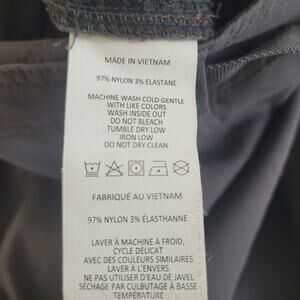 MADE IN VIETNAM
97% NYLON 3% ELASTANE
MACHINE WASH COLD GENTLE
WITH LIKE COLORS
WASH INSIDE OUT
DO NOT BLEACH
TUMBLE DRY LOW
IRON LOW
DO NOT DRY CLEAN
FABRIQUÉ AU VIETNAM
97% NYLON 3% ÉLASTHANNE
LAVER À MACHINE À FROID,
CYCLE DÉLICAT
AVEC DES COULEURS SIMILAIRES
LAVER À L'ENVERS
NE PAS UTILISER D'EAU DE JAVEL
SÉCHAGE PAR CULBUTAGE À BASSE
TEMPÉRATURE